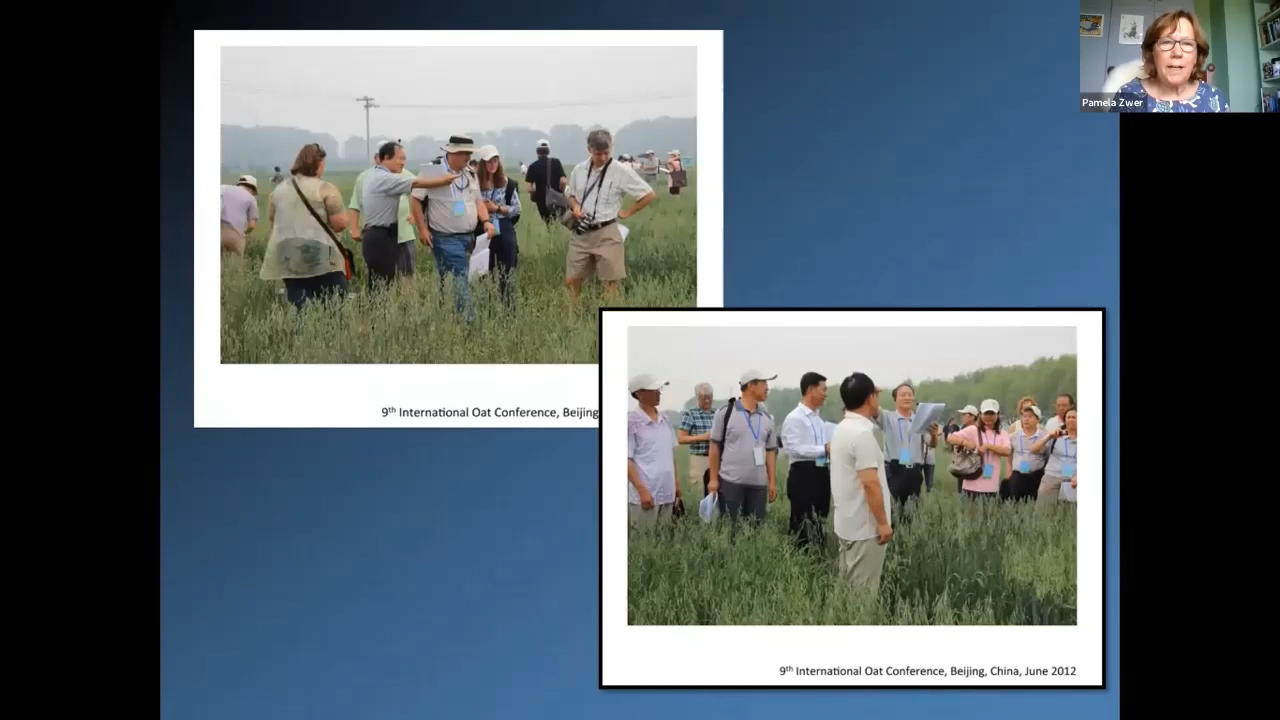 Pamela Zwer
9th International Oat Conference, Beijing
9th International Oat Conference, Beijing, China, June 2012